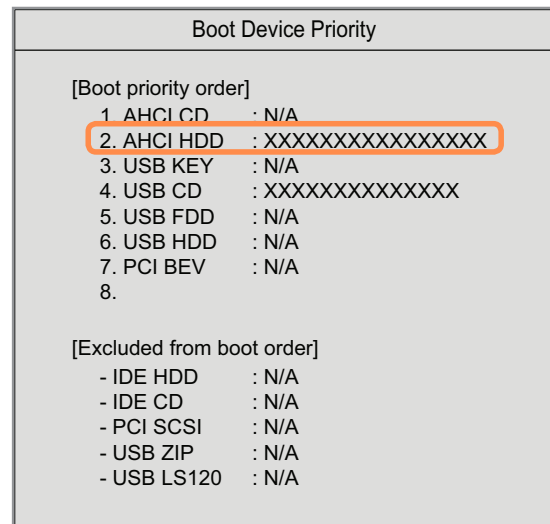 Boot Device Priority
[Boot priority order]
1. AHCI CD : N/A
2. AHCI HDD : XXXXXXXXXXXXXXXX
3. USB KEY : N/A
4. USB CD : XXXXXXXXXXXXXX
5. USB FDD : N/A
6. USB HDD : N/A
7. PCI BEV : N/A
8.
[Excluded from boot order]
- IDE HDD : N/A
- IDE CD : N/A
- PCI SCSI : N/A
- USB ZIP : N/A
- USB LS120 : N/A